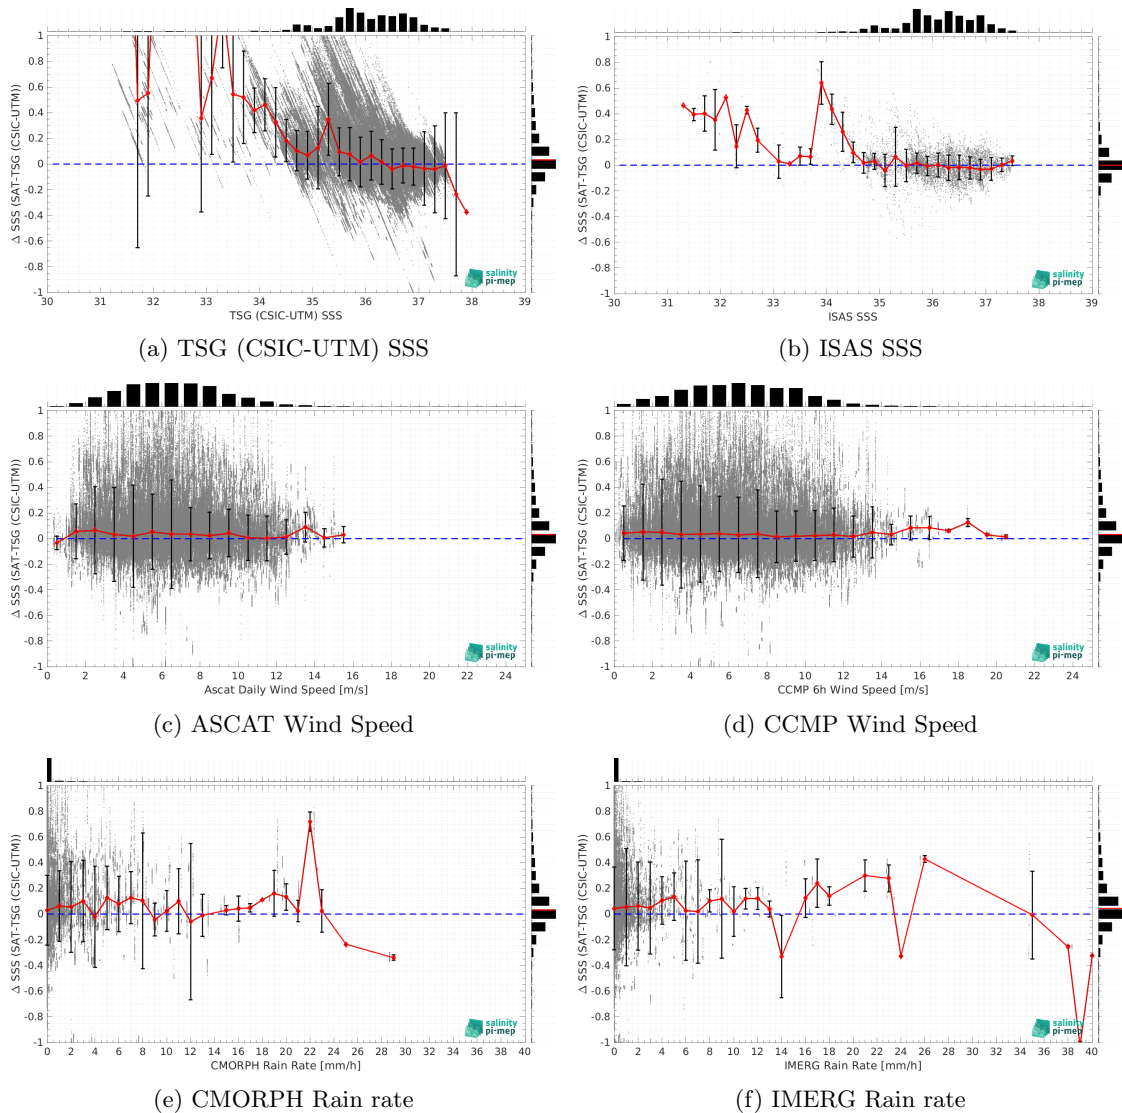 1
0.8
0.6
0.4
0.2
0
-0.2
-0.4
-0.6
-0.8
-1
Δ SSS (SAT-TSG (CSIC-UTM))
30 31 32 33 34 35 36 37 38 39
TSG (CSIC-UTM) SSS
salinity
pi-mep
(a) TSG (CSIC-UTM) SSS
1
0.8
0.6
0.4
0.2
0
-0.2
-0.4
-0.6
-0.8
-1
Δ SSS (SAT-TSG (CSIC-UTM))
30 31 32 33 34 35 36 37 38 39
ISAS SSS
salinity
pi-mep
(b) ISAS SSS
1
0.8
0.6
0.4
0.2
0
-0.2
-0.4
-0.6
-0.8
-1
Δ SSS (SAT-TSG (CSIC-UTM))
0 2 4 6 8 10 12 14 16 18 20 22 24
Ascat Daily Wind Speed [m/s]
salinity
pi-mep
(c) ASCAT Wind Speed
1
0.8
0.6
0.4
0.2
0
-0.2
-0.4
-0.6
-0.8
-1
Δ SSS (SAT-TSG (CSIC-UTM))
0 2 4 6 8 10 12 14 16 18 20 22 24
CCMP 6h Wind Speed [m/s]
salinity
pi-mep
(d) CCMP Wind Speed
1
0.8
0.6
0.4
0.2
0
-0.2
-0.4
-0.6
-0.8
-1
Δ SSS (SAT-TSG (CSIC-UTM))
0 2 4 6 8 10 12 14 16 18 20 22 24 26 28 30 32 34 36 38 40
CMORPH Rain Rate [mm/h]
salinity
pi-mep
(e) CMORPH Rain rate
1
0.8
0.6
0.4
0.2
0
-0.2
-0.4
-0.6
-0.8
-1
Δ SSS (SAT-TSG (CSIC-UTM))
0 2 4 6 8 10 12 14 16 18 20 22 24 26 28 30 32 34 36 38 40
IMERG Rain Rate [mm/h]
salinity
pi-mep
(f) IMERG Rain rate